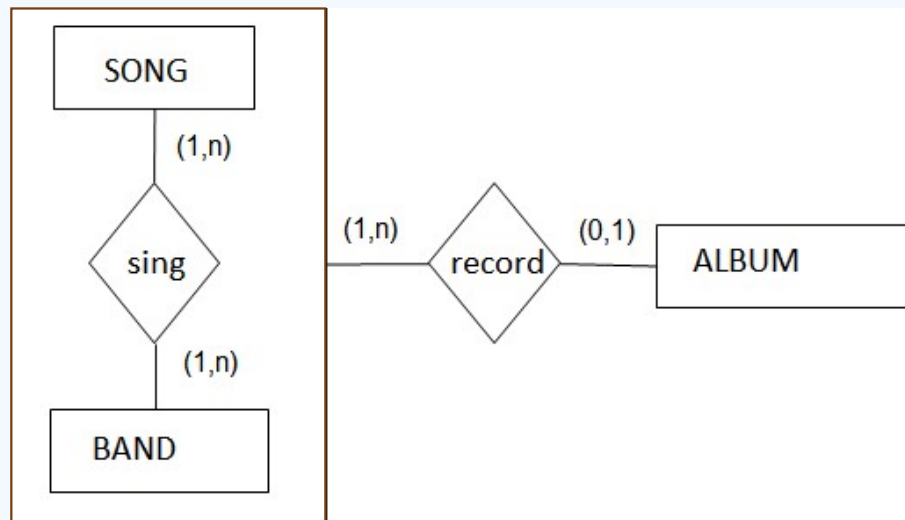 SONG
(1,n)
sing
(1,n)
BAND
(1,n)
record
(0,1)
ALBUM